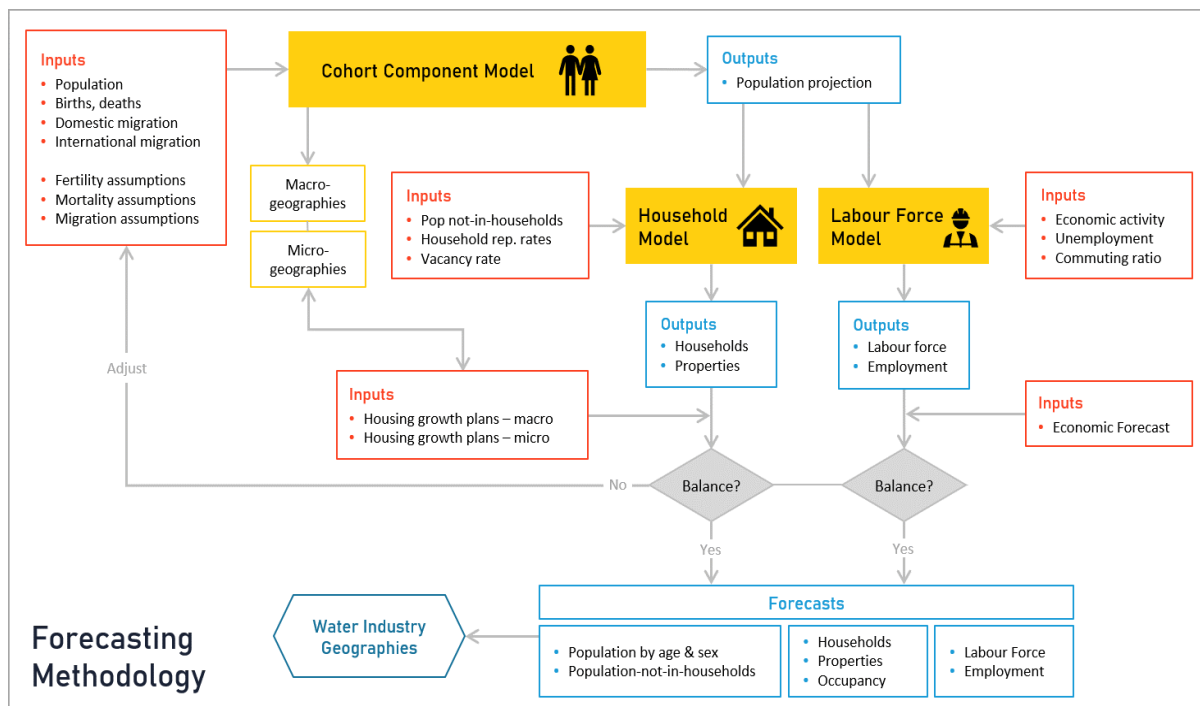 Inputs
• Population
• Births, deaths
• Domestic migration
• International migration
• Fertility assumptions
• Mortality assumptions
• Migration assumptions
Cohort Component Model
Outputs
• Population projection
Macro-
geographies
Micro-
geographies
Inputs
• Pop not-in-households
• Household rep. rates
• Vacancy rate
Household
Model
Labour Force
Model
Inputs
• Economic activity
• Unemployment
• Commuting ratio
Outputs
• Households
• Properties
Outputs
• Labour force
• Employment
Adjust
Inputs
• Housing growth plans – macro
• Housing growth plans – micro
Inputs
• Economic Forecast
No
Balance?
Balance?
Yes
Yes
Forecasts
Water Industry
Geographies
• Population by age & sex
• Population-not-in-households
• Households
• Properties
• Occupancy
• Labour Force
• Employment
Forecasting
Methodology